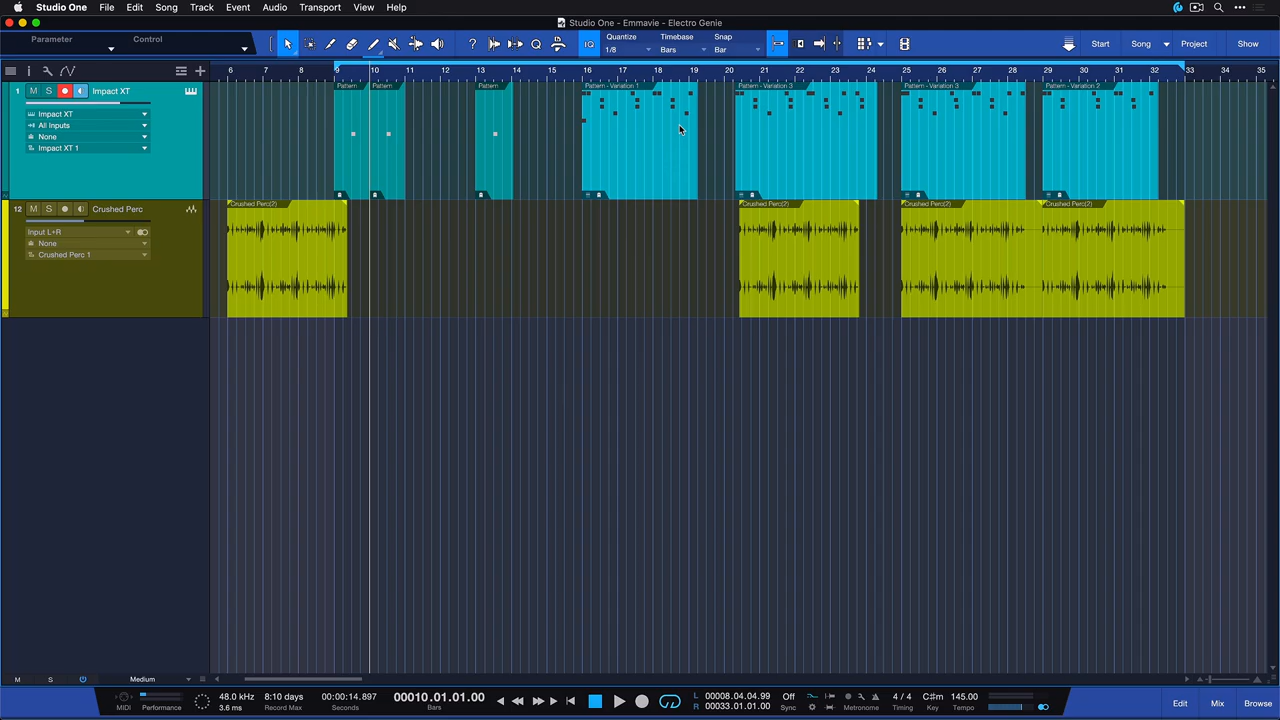 Studio One File Edit Song Track Event Audio Transport View Help
Studio One - Emmavie - Electro Genie
Parameter Control
? IQ Quantize 1/8 Timebase Bars Snap Bar
Start Song Project Show
6 7 8 9 10 11 12 13 14 15 16 17 18 19 20 21 22 23 24 25 26 27 28 29 30 31 32 33 34 35
1 M S Impact XT
Impact XT
All Inputs
None
Impact XT 1
Pattern Pattern Pattern Pattern - Variation 1 Pattern - Variation 3 Pattern - Variation 3 Pattern - Variation 2
12 M S Crushed Perc
Input L+R
None
Crushed Perc 1
Crushed Perc(2) Crushed Perc(2) Crushed Perc(2) Crushed Perc(2)
M S Medium
MIDI Performance
48.0 kHz
3.6 ms
8:10 days
Record Max
00:00:14.897
Seconds
00010.01.01.00
Bars
L 00008.04.04.99
R 00033.01.01.00
Off
Sync
Metronome
4 / 4
Timing
C#m
Key
145.00
Tempo
Edit Mix Browse